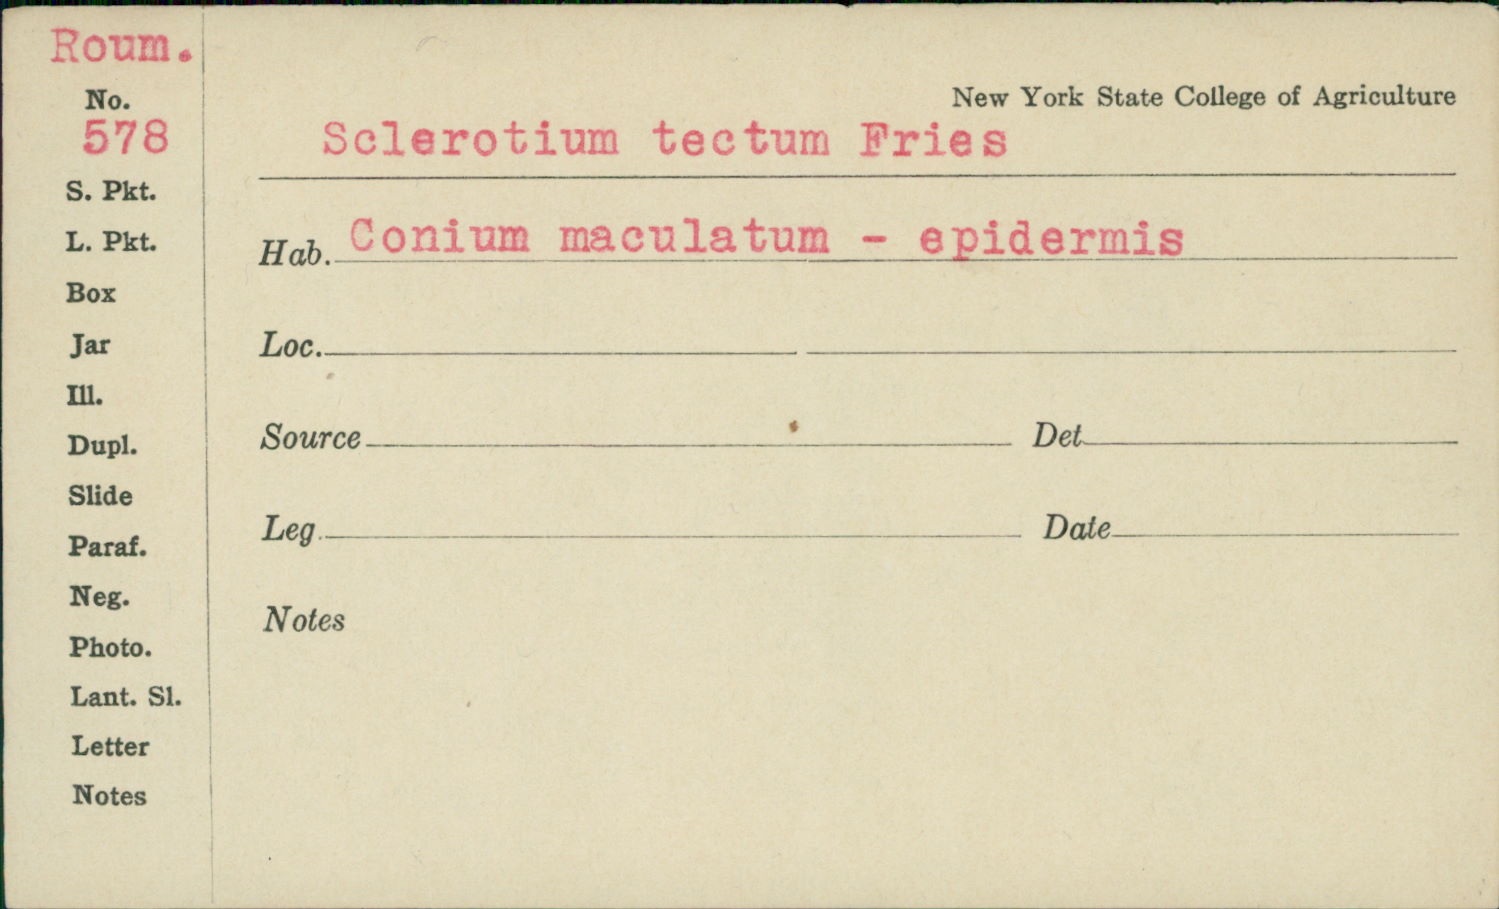 Roum.
No.
578
S. Pkt.
L. Pkt.
Box
Jar
Ill.
Dupl.
Slide
Paraf.
Neg.
Photo.
Lant. Sl.
Letter
Notes
New York State College of Agriculture
Sclerotium tectum Fries
Hab. Conium maculatum - epidermis
Loc.
Source Det
Leg. Date
Notes